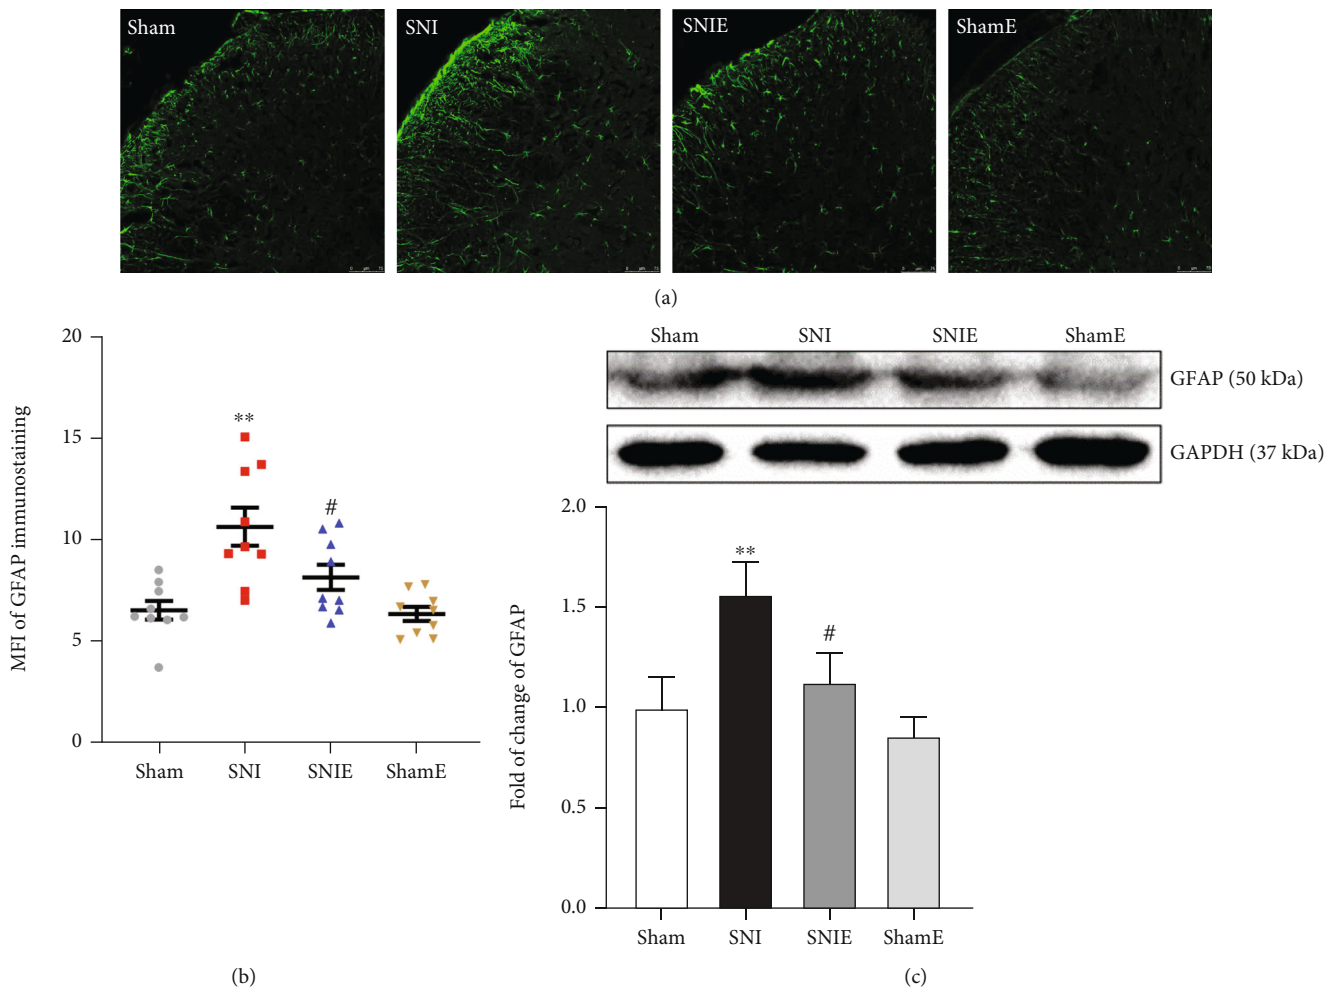 Sham
SNI
SNIE
ShamE
(a)
MFI of GFAP immunostaining
20
15
10
5
0
**
#
Sham
SNI
SNIE
ShamE
(b)
Sham
SNI
SNIE
ShamE
GFAP (50 kDa)
GAPDH (37 kDa)
Fold of change of GFAP
2.0
1.5
1.0
0.5
0.0
**
#
Sham
SNI
SNIE
ShamE
(c)